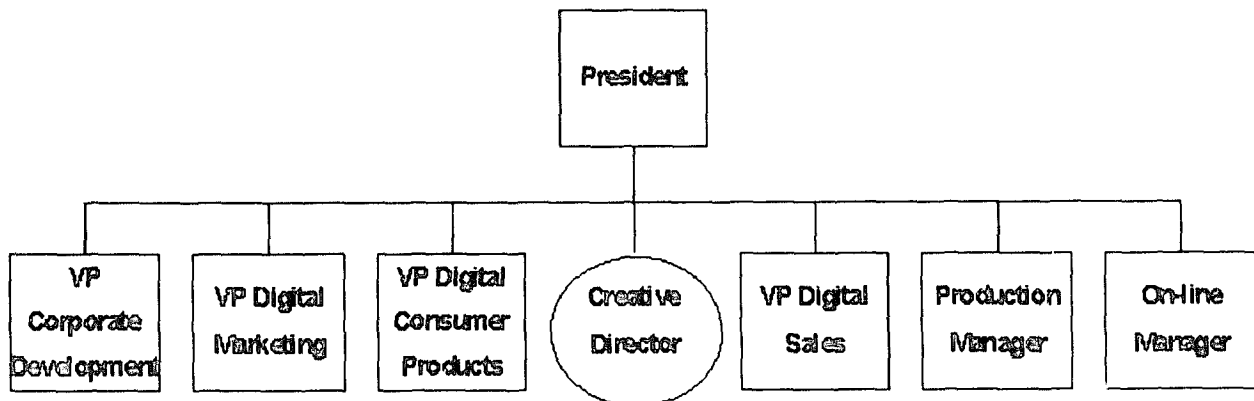 President
VP
Corporate
Development
VP Digital
Marketing
VP Digital
Consumer
Products
Creative
Director
VP Digital
Sales
Production
Manager
On-line
Manager